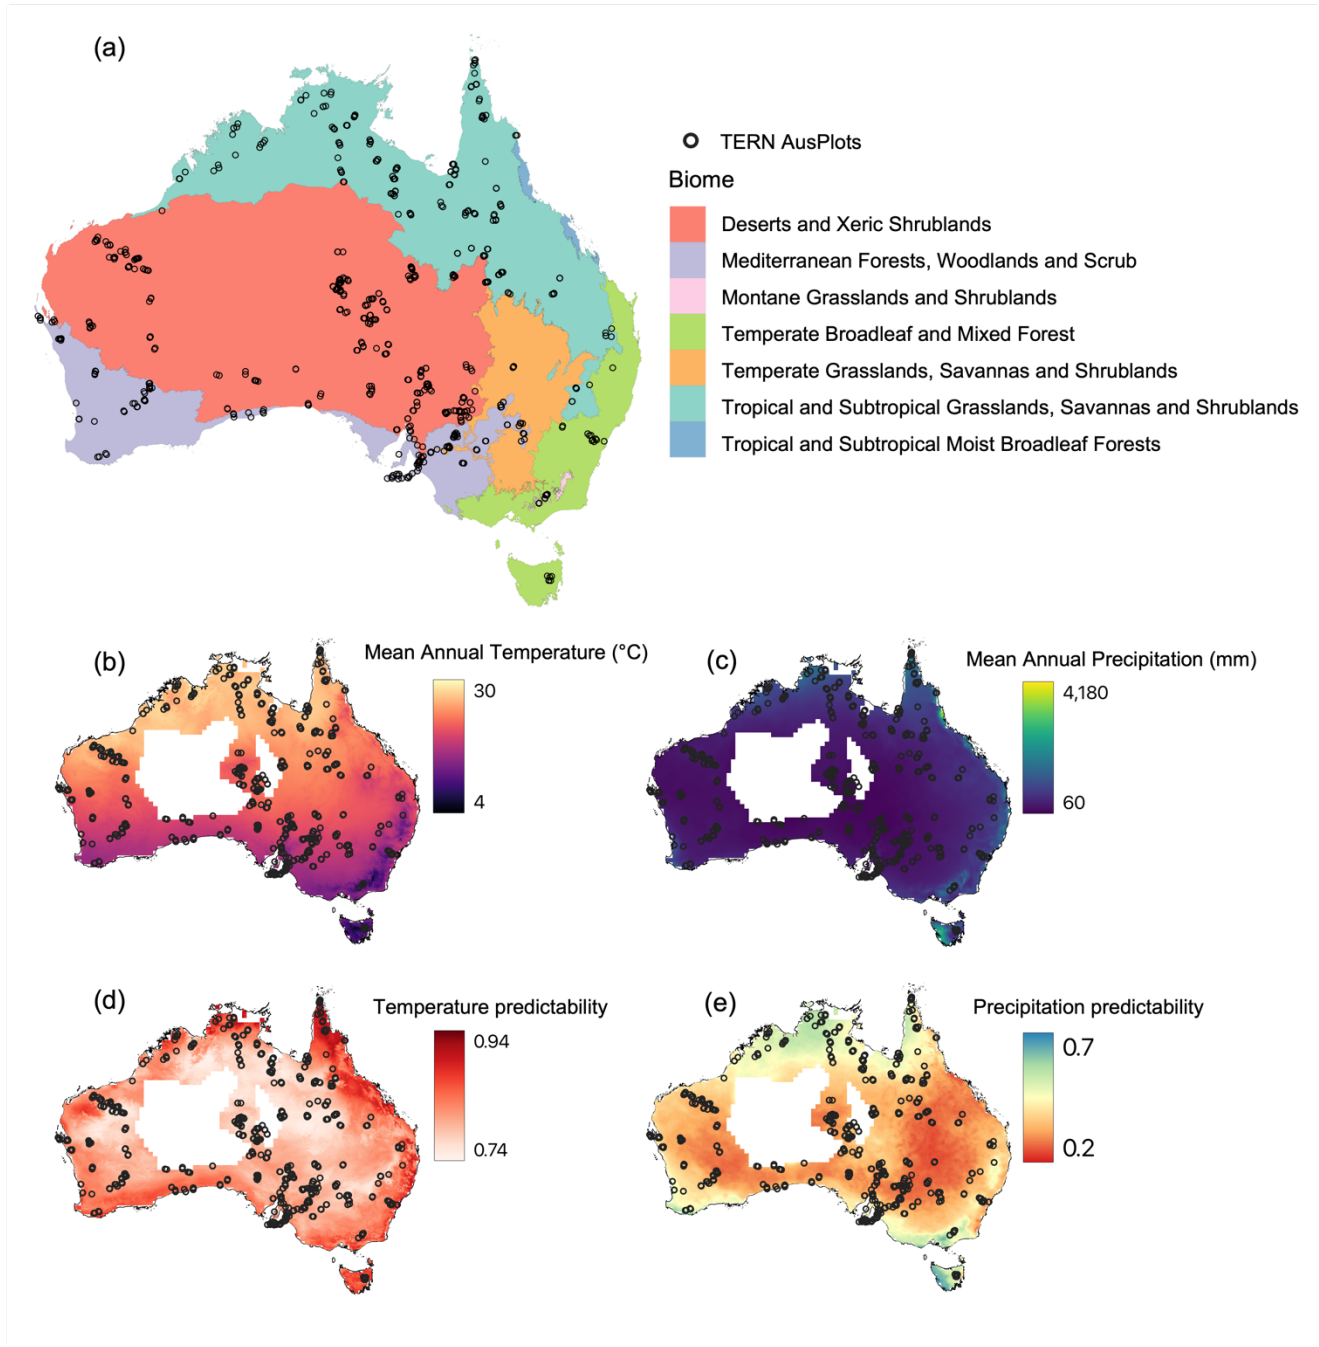 (a)
TERN AusPlots
Biome
Deserts and Xeric Shrublands
Mediterranean Forests, Woodlands and Scrub
Montane Grasslands and Shrublands
Temperate Broadleaf and Mixed Forest
Temperate Grasslands, Savannas and Shrublands
Tropical and Subtropical Grasslands, Savannas and Shrublands
Tropical and Subtropical Moist Broadleaf Forests
(b)
Mean Annual Temperature (°C)
30
4
(c)
Mean Annual Precipitation (mm)
4,180
60
(d)
Temperature predictability
0.94
0.74
(e)
Precipitation predictability
0.7
0.2